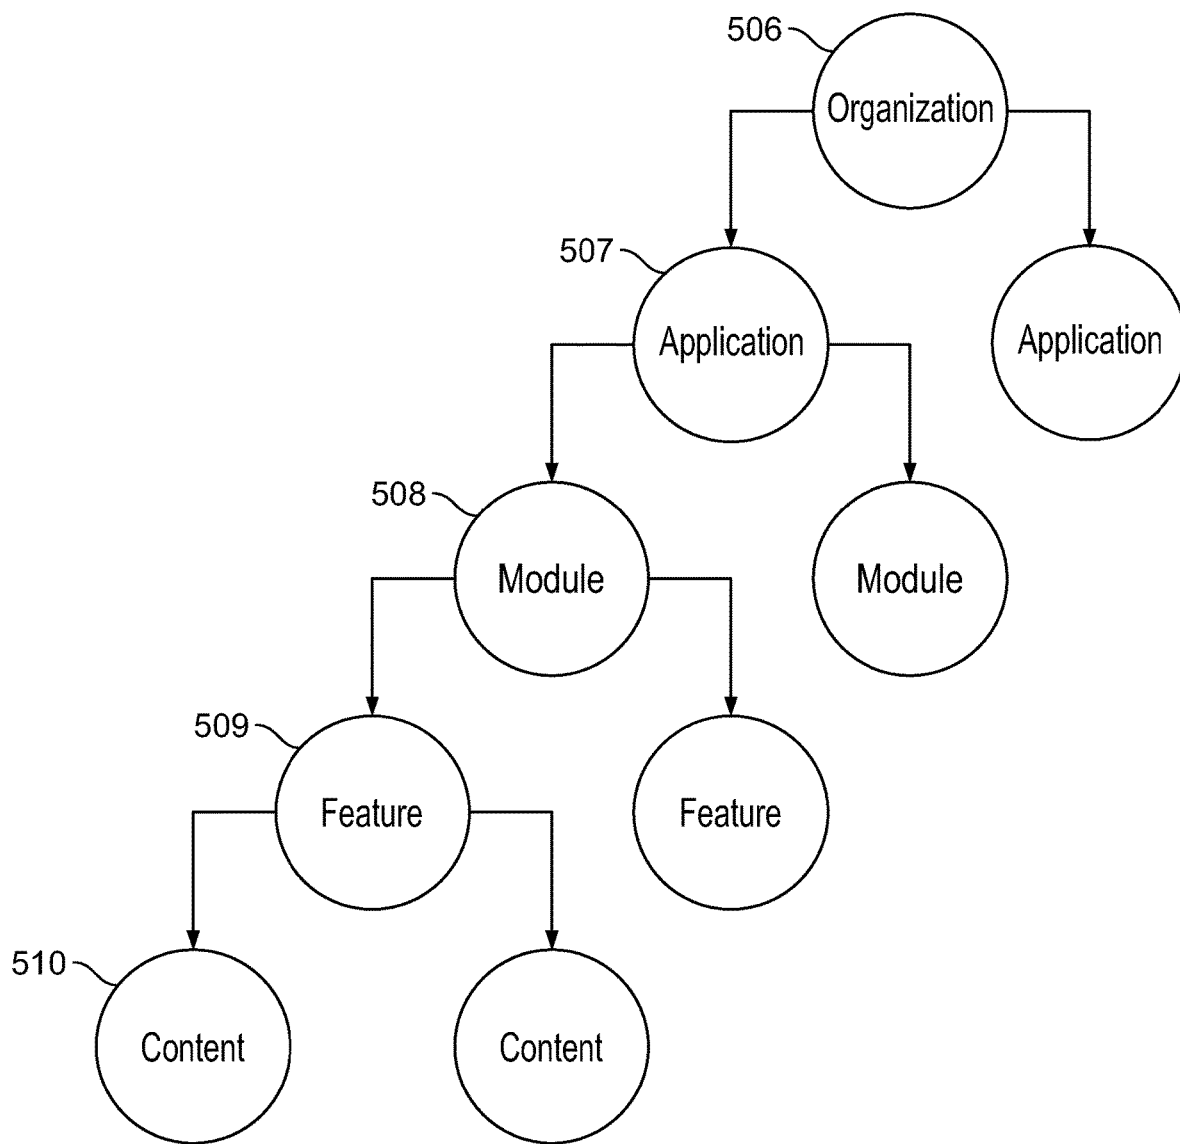 506
Organization
507
Application
Application
508
Module
Module
509
Feature
Feature
510
Content
Content